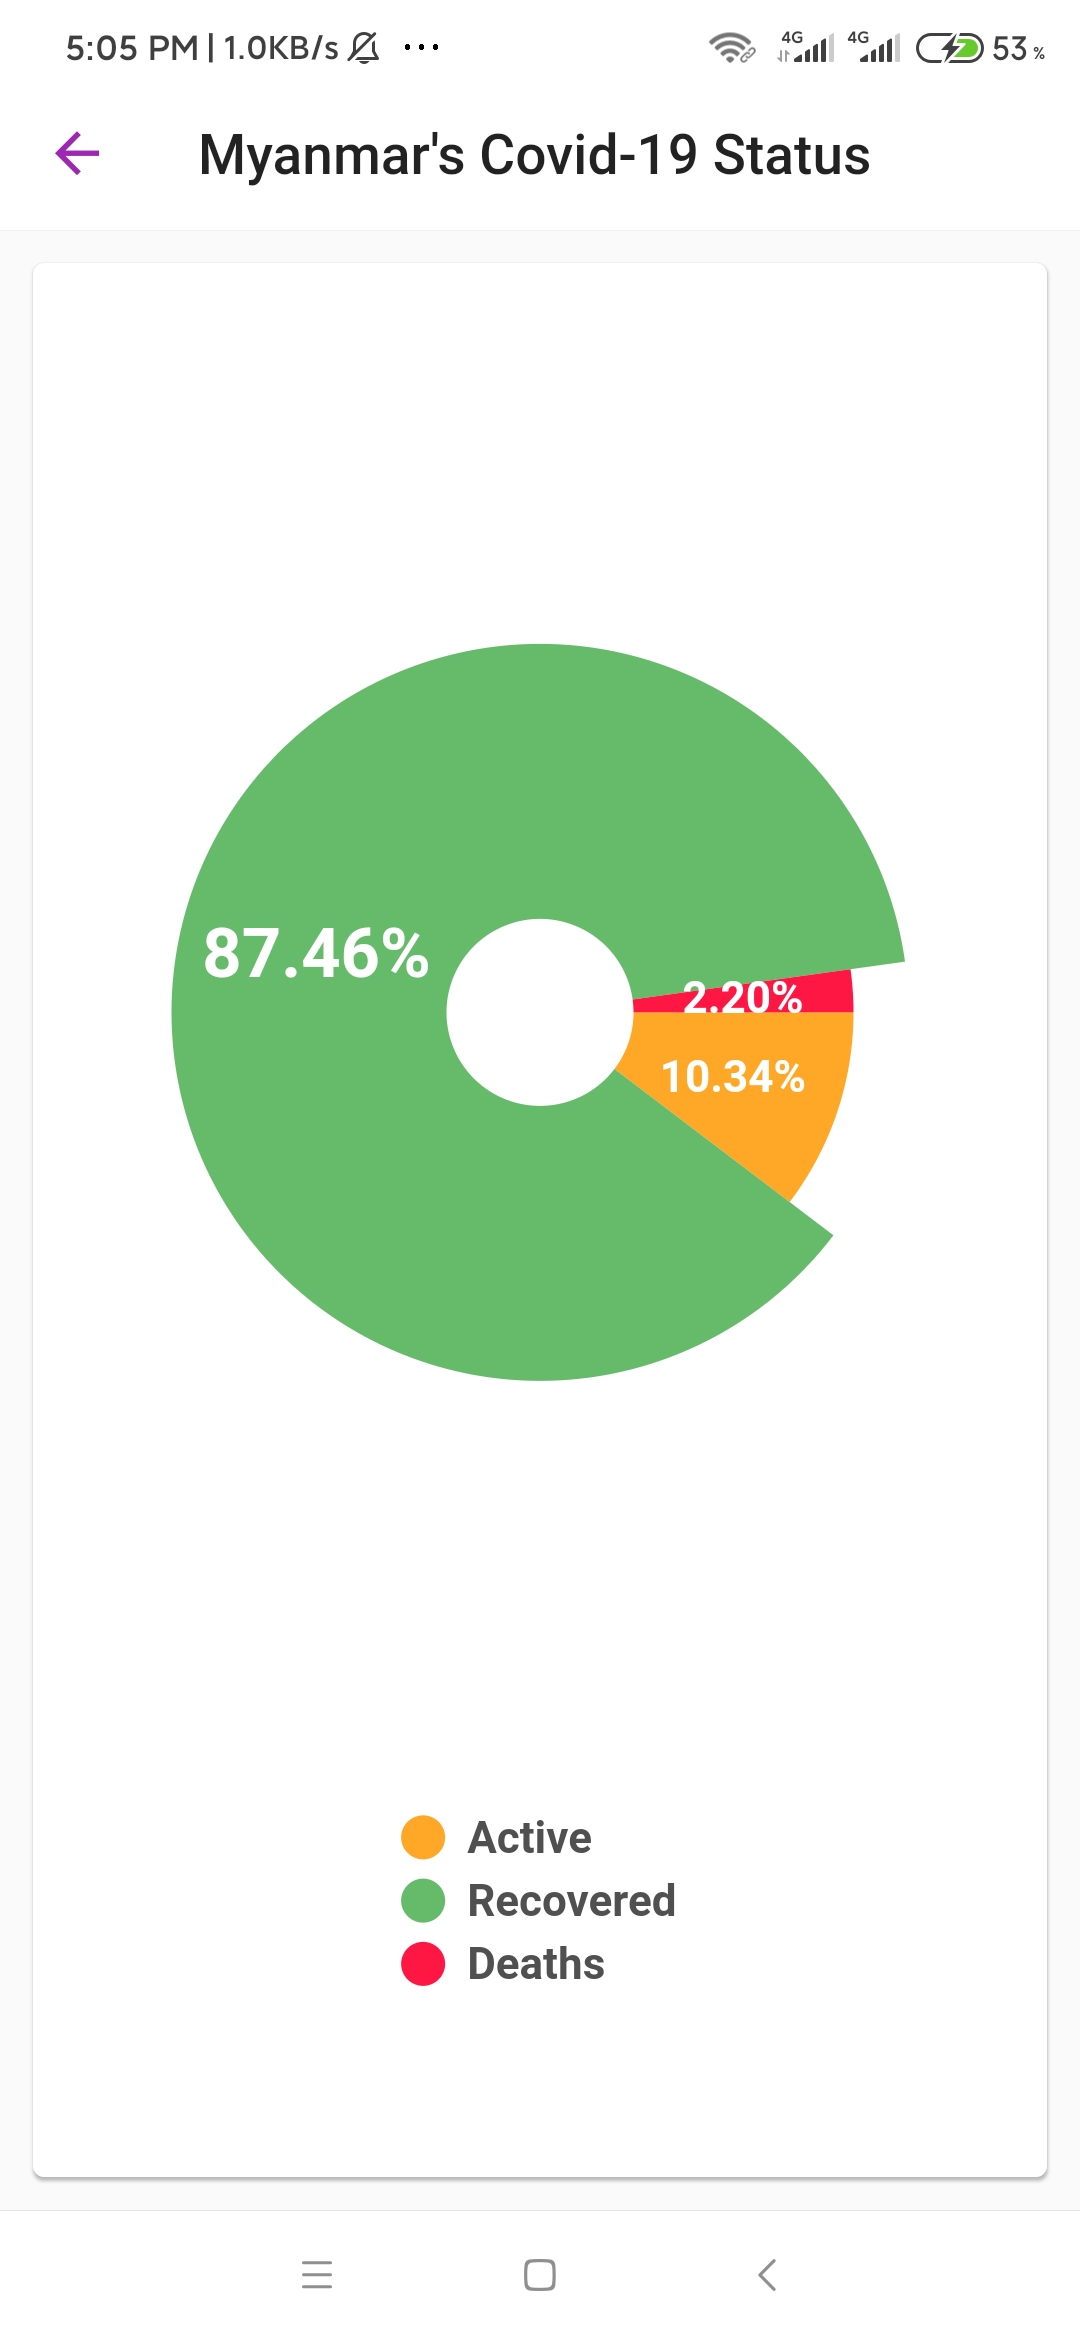 5:05 PM | 1.0KB/s ... 4G 4G 53 %
Myanmar's Covid-19 Status
87.46%
2.20%
10.34%
Active
Recovered
Deaths